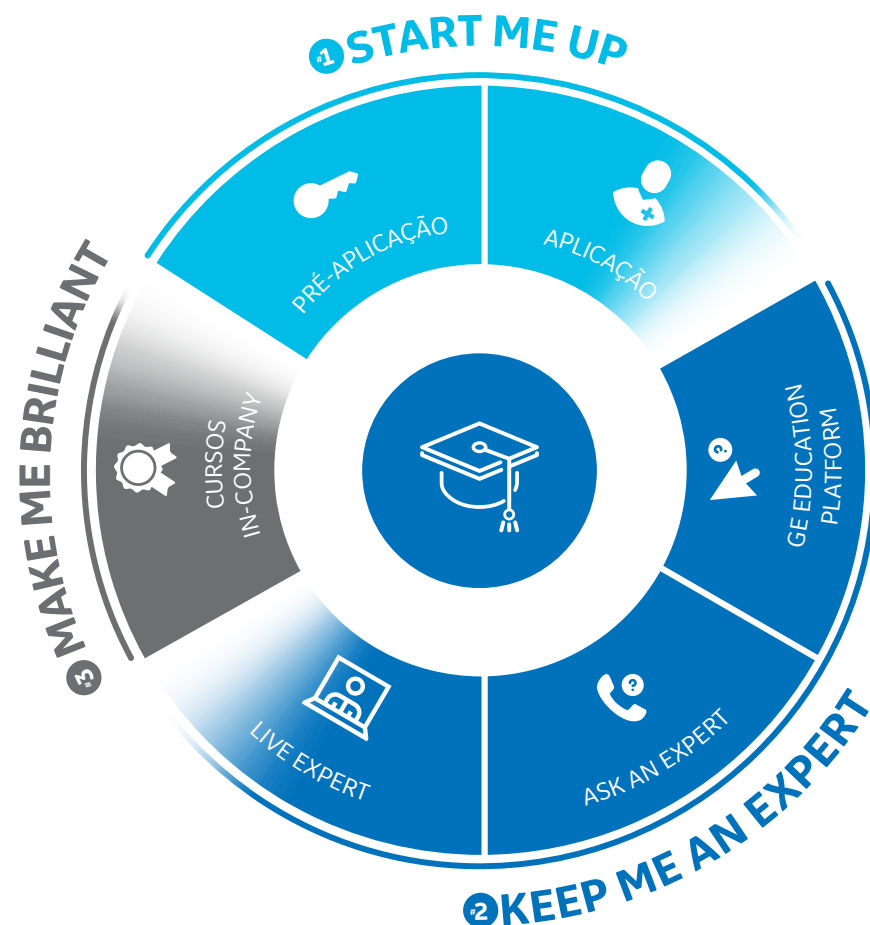 #1 START ME UP
PRÉ-APLICAÇÃO
APLICAÇÃO
GE EDUCATION
PLATFORM
?
#2 KEEP ME AN EXPERT
ASK AN EXPERT
?
LIVE EXPERT
#3 MAKE ME BRILLIANT
CURSOS
IN-COMPANY